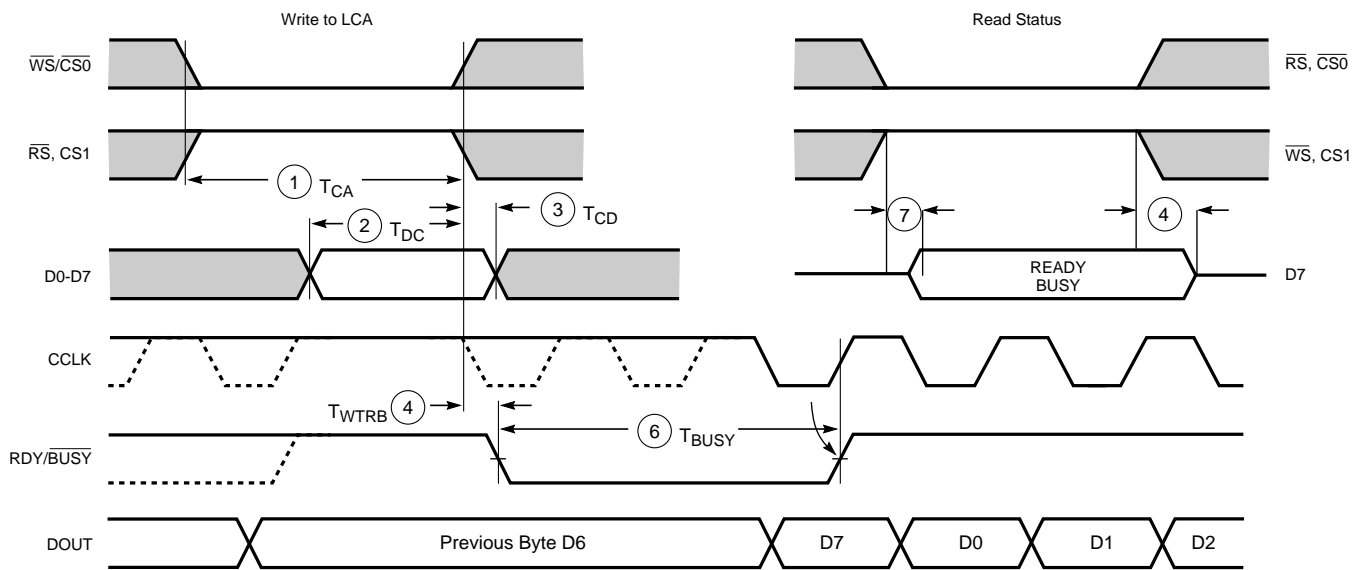 Write to LCA
Read Status
WS/CS0
RS, CS0
RS, CS1
WS, CS1
1 TCA
2 TDC
3 TCD
7
4
D0-D7
READY
BUSY
D7
CCLK
TWTRB 4
6 TBUSY
RDY/BUSY
DOUT
Previous Byte D6
D7
D0
D1
D2